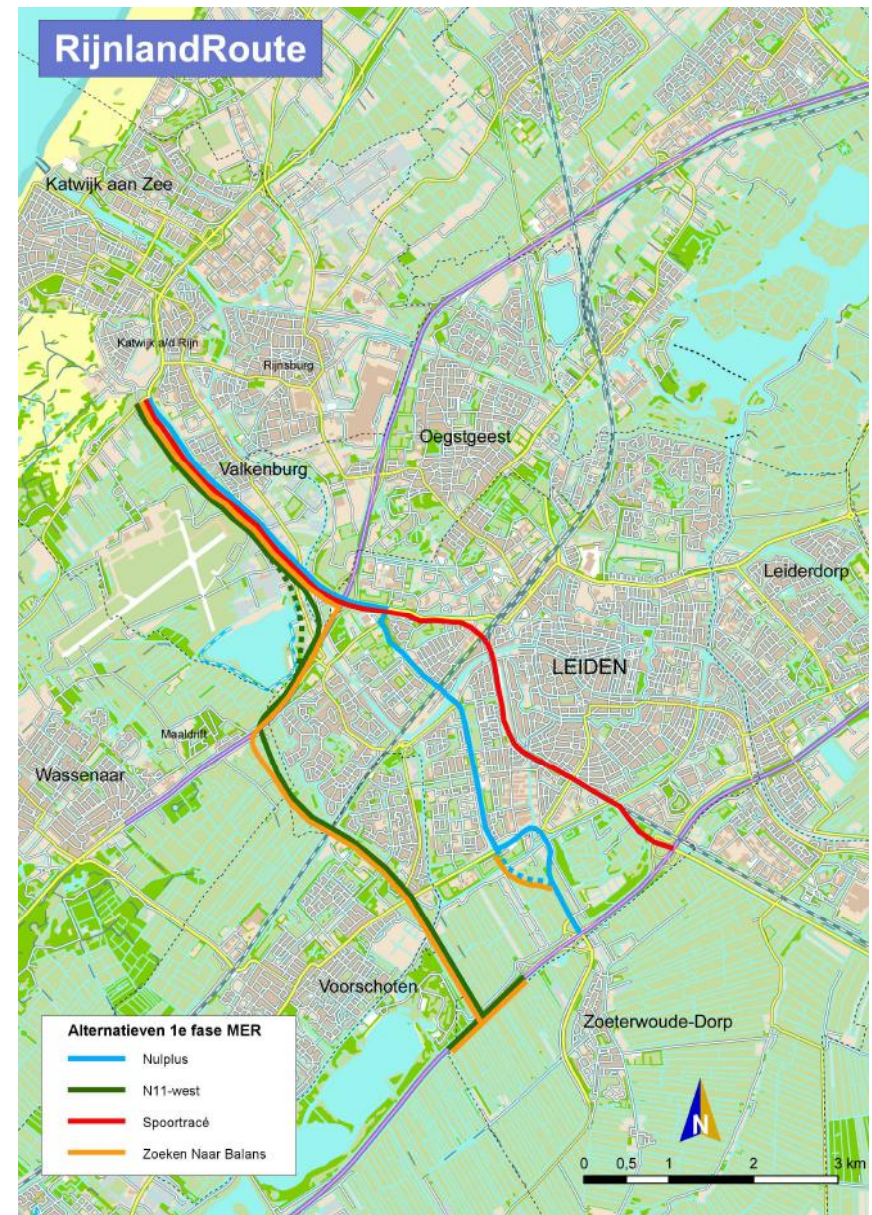 RijnlandRoute
Katwijk aan Zee
Katwijk a/d Rijn
Rijnsburg
Oegstgeest
Valkenburg
Leiderdorp
LEIDEN
Maaldrift
Wassenaar
Voorschoten
Zoeterwoude-Dorp
Alternatieven 1e fase MER
Nulplus
N11-west
Spoortracé
Zoeken Naar Balans
N
0 0,5 1 2 3 km